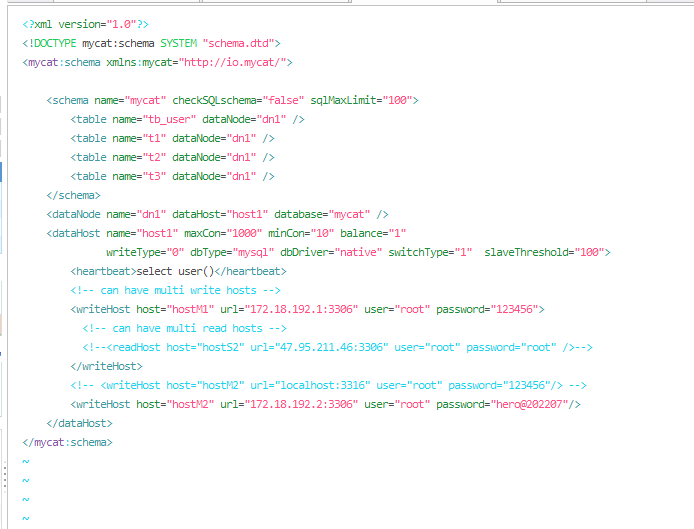 <?xml version="1.0"?>
<!DOCTYPE mycat:schema SYSTEM "schema.dtd">
<mycat:schema xmlns:mycat="http://io.mycat/">

    <schema name="mycat" checkSQLschema="false" sqlMaxLimit="100">
        <table name="tb_user" dataNode="dn1" />
        <table name="t1" dataNode="dn1" />
        <table name="t2" dataNode="dn1" />
        <table name="t3" dataNode="dn1" />
    </schema>
    <dataNode name="dn1" dataHost="host1" database="mycat" />
    <dataHost name="host1" maxCon="1000" minCon="10" balance="1"
              writeType="0" dbType="mysql" dbDriver="native" switchType="1"  slaveThreshold="100">
        <heartbeat>select user()</heartbeat>
        <!-- can have multi write hosts -->
        <writeHost host="hostM1" url="172.18.192.1:3306" user="root" password="123456">
          <!-- can have multi read hosts -->
          <!--<readHost host="hostS2" url="47.95.211.46:3306" user="root" password="root" />-->
        </writeHost>
        <!-- <writeHost host="hostM2" url="localhost:3316" user="root" password="123456"/> -->
        <writeHost host="hostM2" url="172.18.192.2:3306" user="root" password="hero@202207"/>
    </dataHost>
</mycat:schema>
~
~
~
~